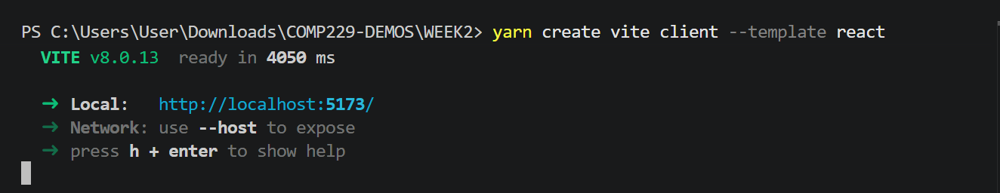 PS C:\Users\User\Downloads\COMP229-DEMOS\WEEK2> yarn create vite client --template react
VITE v8.0.13 ready in 4050 ms
➜ Local: http://localhost:5173/
➜ Network: use --host to expose
➜ press h + enter to show help